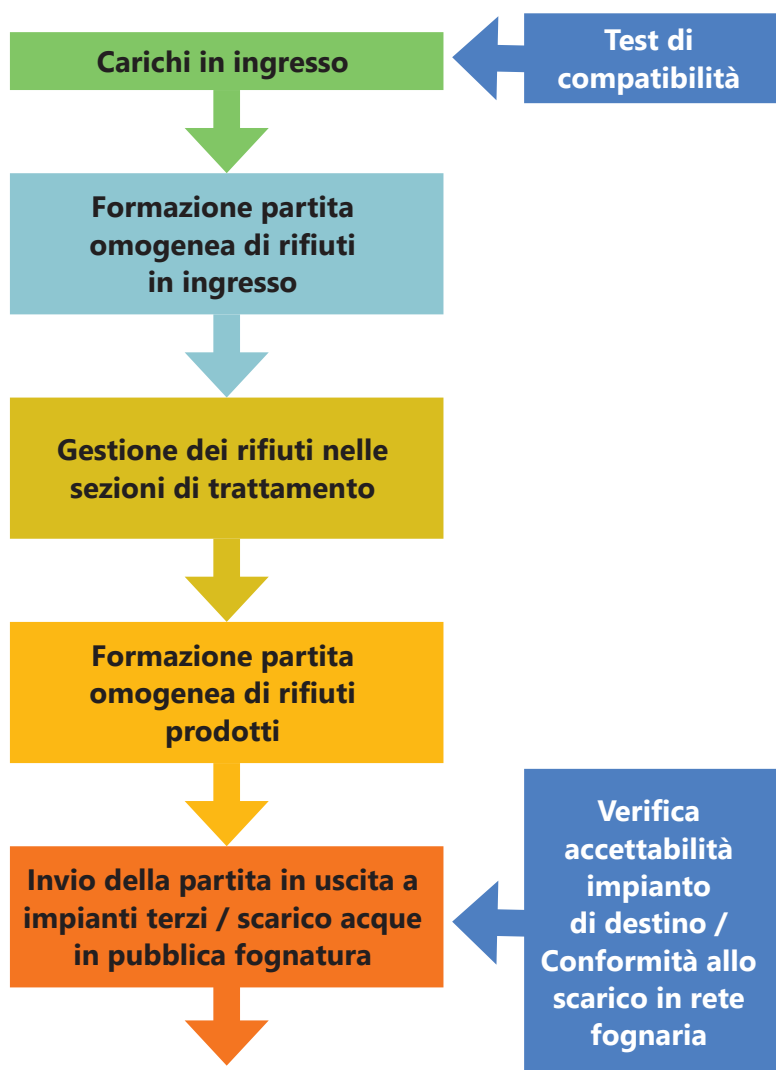 Carichi in ingresso
Test di
compatibilità
Formazione partita
omogenea di rifiuti
in ingresso
Gestione dei rifiuti nelle
sezioni di trattamento
Formazione partita
omogenea di rifiuti
prodotti
Invio della partita in uscita a
impianti terzi / scarico acque
in pubblica fognatura
Verifica
accettabilità
impianto
di destino /
Conformità allo
scarico in rete
fognaria